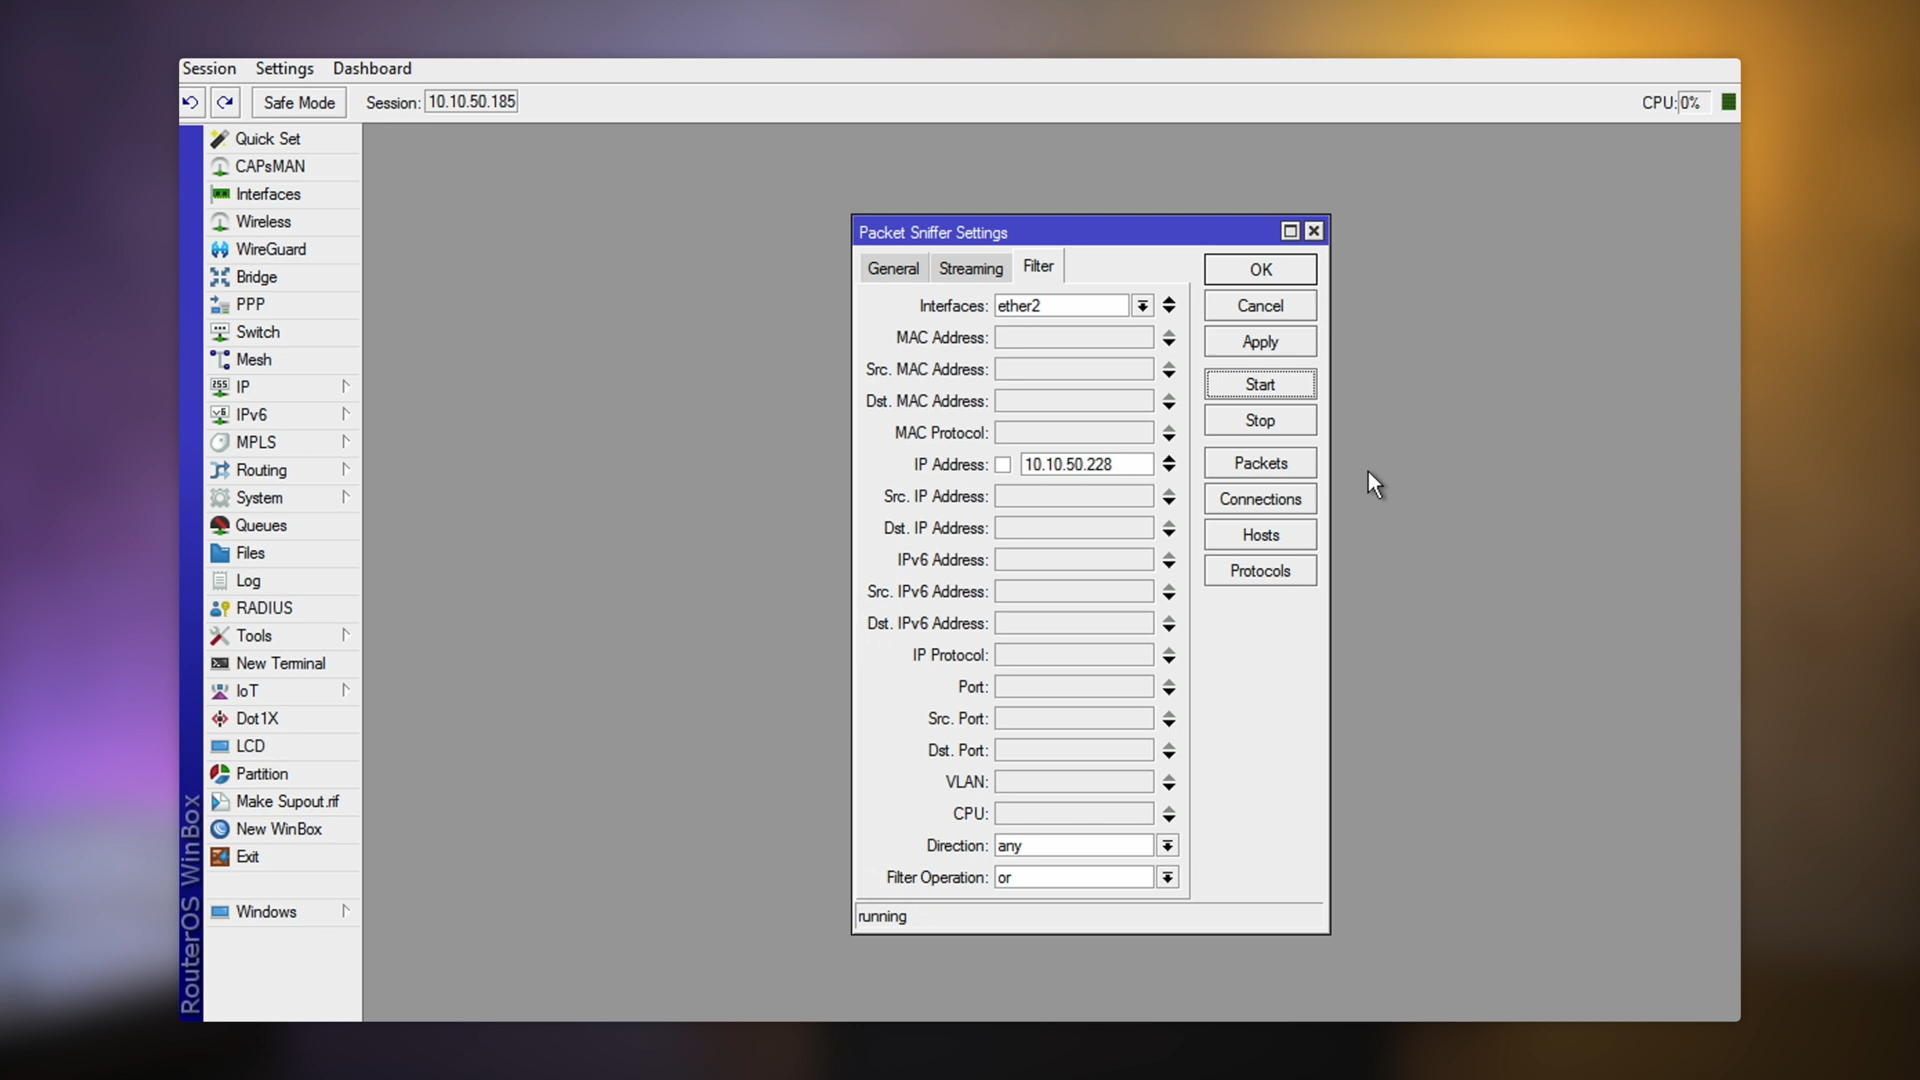 Session Settings Dashboard
Safe Mode Session: 10.10.50.185 CPU: 0%
Quick Set
CAPsMAN
Interfaces
Wireless
WireGuard
Bridge
PPP
Switch
Mesh
IP
IPv6
MPLS
Routing
System
Queues
Files
Log
RADIUS
Tools
New Terminal
IoT
Dot1X
LCD
Partition
Make Supout.rif
New WinBox
Exit
Windows
RouterOS WinBox
Packet Sniffer Settings
General Streaming Filter
Interfaces: ether2
MAC Address:
Src. MAC Address:
Dst. MAC Address:
MAC Protocol:
IP Address: 10.10.50.228
Src. IP Address:
Dst. IP Address:
IPv6 Address:
Src. IPv6 Address:
Dst. IPv6 Address:
IP Protocol:
Port:
Src. Port:
Dst. Port:
VLAN:
CPU:
Direction: any
Filter Operation: or
running
OK
Cancel
Apply
Start
Stop
Packets
Connections
Hosts
Protocols